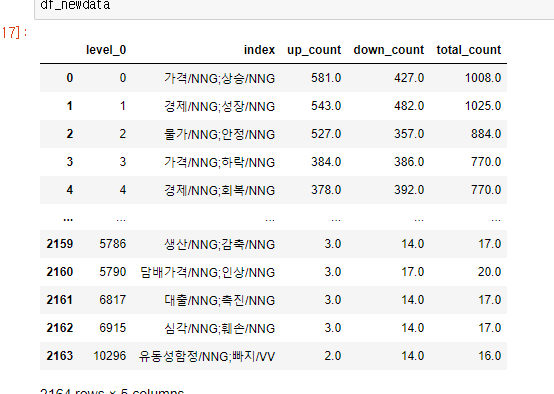 df_newdata
17]:
level_0 index up_count down_count total_count
0 0 가격/NNG;상승/NNG 581.0 427.0 1008.0
1 1 경제/NNG;성장/NNG 543.0 482.0 1025.0
2 2 물가/NNG;안정/NNG 527.0 357.0 884.0
3 3 가격/NNG;하락/NNG 384.0 386.0 770.0
4 4 경제/NNG;회복/NNG 378.0 392.0 770.0
... ... ... ... ... ...
2159 5786 생산/NNG;감축/NNG 3.0 14.0 17.0
2160 5790 담배가격/NNG;인상/NNG 3.0 17.0 20.0
2161 6817 대출/NNG;촉진/NNG 3.0 14.0 17.0
2162 6915 심각/NNG;훼손/NNG 3.0 14.0 17.0
2163 10296 유동성함정/NNG;빠지/VV 2.0 14.0 16.0
2164 rows × 5 columns